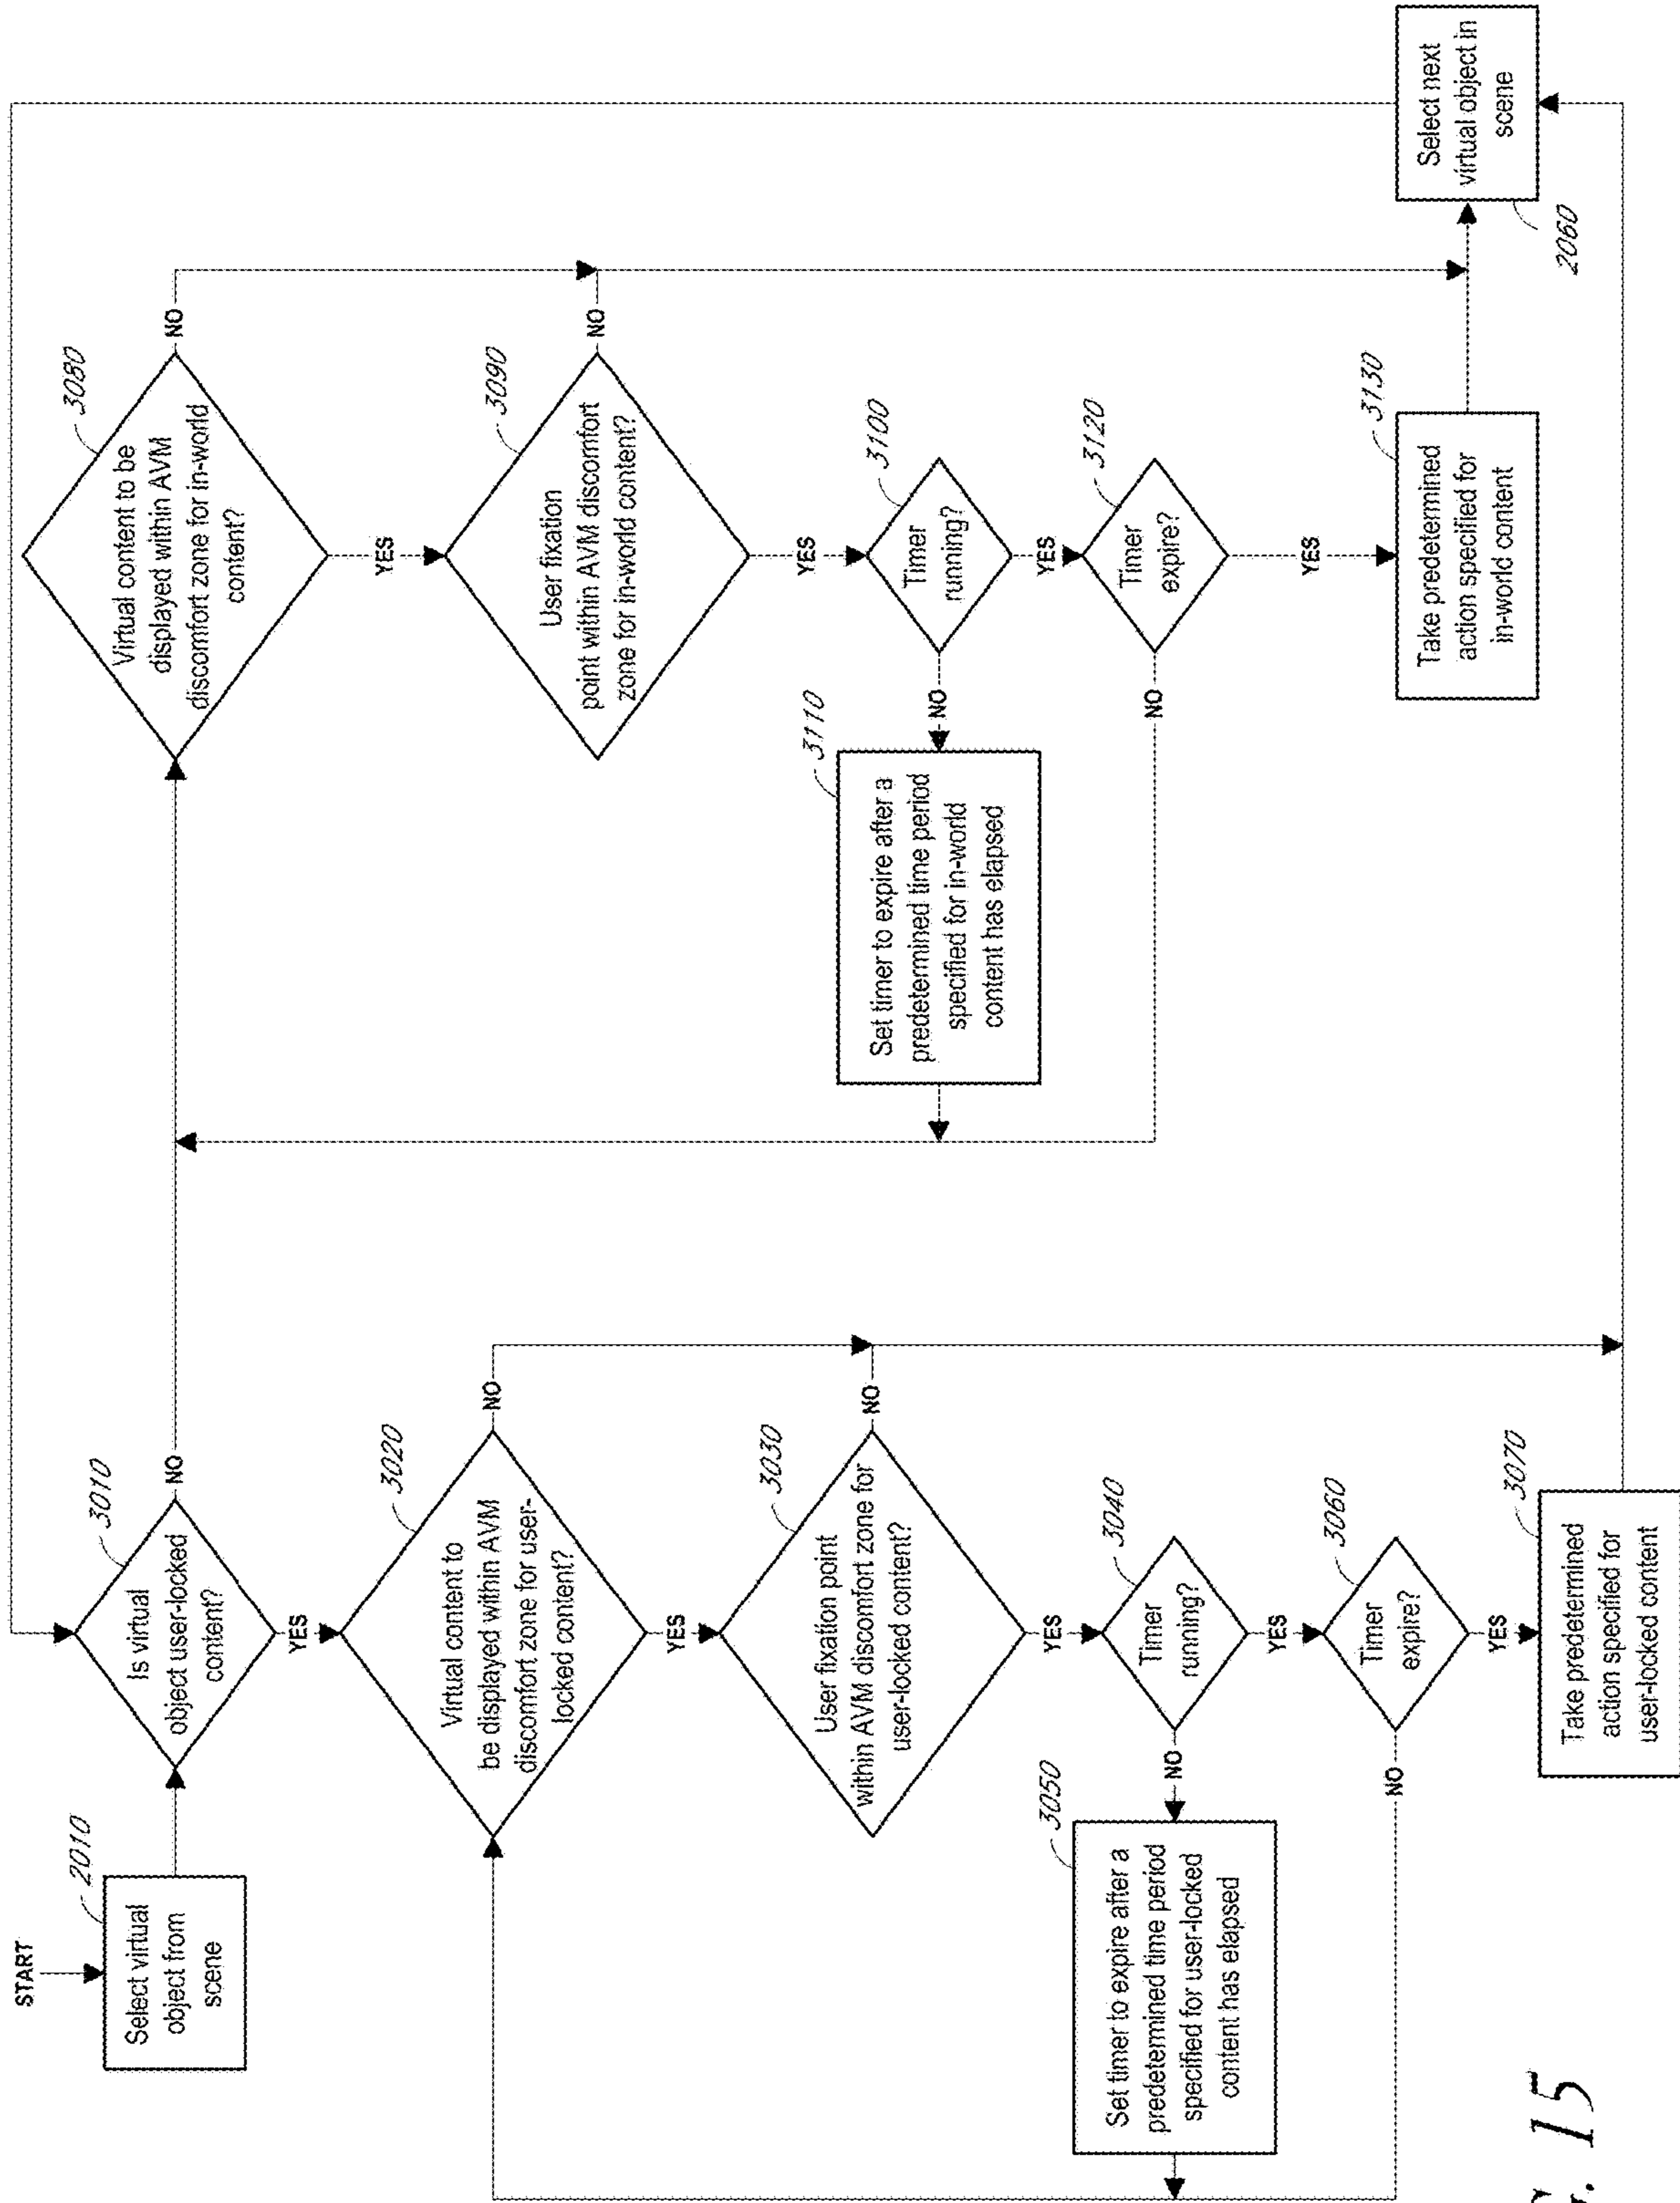 START
2010
Select virtual
object from
scene
3010
Is virtual
object user-locked
content?
NO
YES
3020
Virtual content to
be displayed within AVM
discomfort zone for user-
locked content?
NO
YES
3030
User fixation point
within AVM discomfort zone for
user-locked content?
NO
YES
3040
Timer
running?
NO
YES
3050
Set timer to expire after a
predetermined time period
specified for user-locked
content has elapsed
3060
Timer
expire?
NO
YES
3070
Take predetermined
action specified for
user-locked content
3080
Virtual content to be
displayed within AVM
discomfort zone for in-world
content?
NO
YES
3090
User fixation
point within AVM discomfort
zone for in-world content?
NO
YES
3100
Timer
running?
NO
YES
3110
Set timer to expire after a
predetermined time period
specified for in-world
content has elapsed
3120
Timer
expire?
NO
YES
3130
Take predetermined
action specified for
in-world content
Select next
virtual object in
scene
2060
15